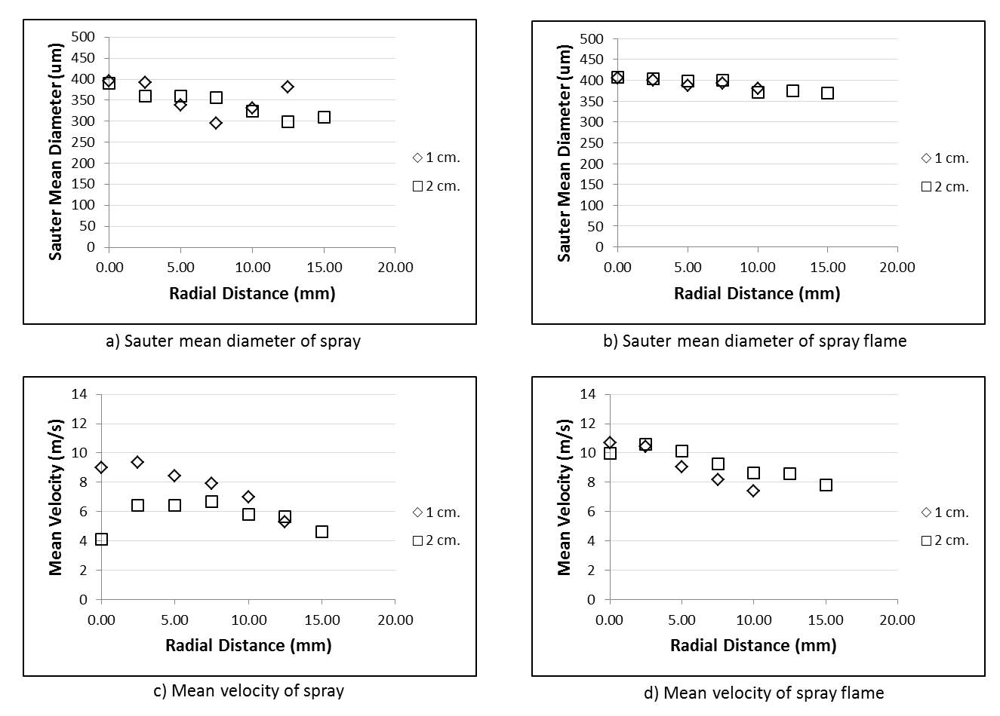 500
450
400
350
300
250
200
150
100
50
0
Sauter Mean Diameter (um)
0.00 5.00 10.00 15.00 20.00
Radial Distance (mm)
1 cm.
2 cm.
a) Sauter mean diameter of spray
500
450
400
350
300
250
200
150
100
50
0
Sauter Mean Diameter (um)
0.00 5.00 10.00 15.00 20.00
Radial Distance (mm)
1 cm.
2 cm.
b) Sauter mean diameter of spray flame
14
12
10
8
6
4
2
0
Mean Velocity (m/s)
0.00 5.00 10.00 15.00 20.00
Radial Distance (mm)
1 cm.
2 cm.
c) Mean velocity of spray
14
12
10
8
6
4
2
0
Mean Velocity (m/s)
0.00 5.00 10.00 15.00 20.00
Radial Distance (mm)
1 cm.
2 cm.
d) Mean velocity of spray flame